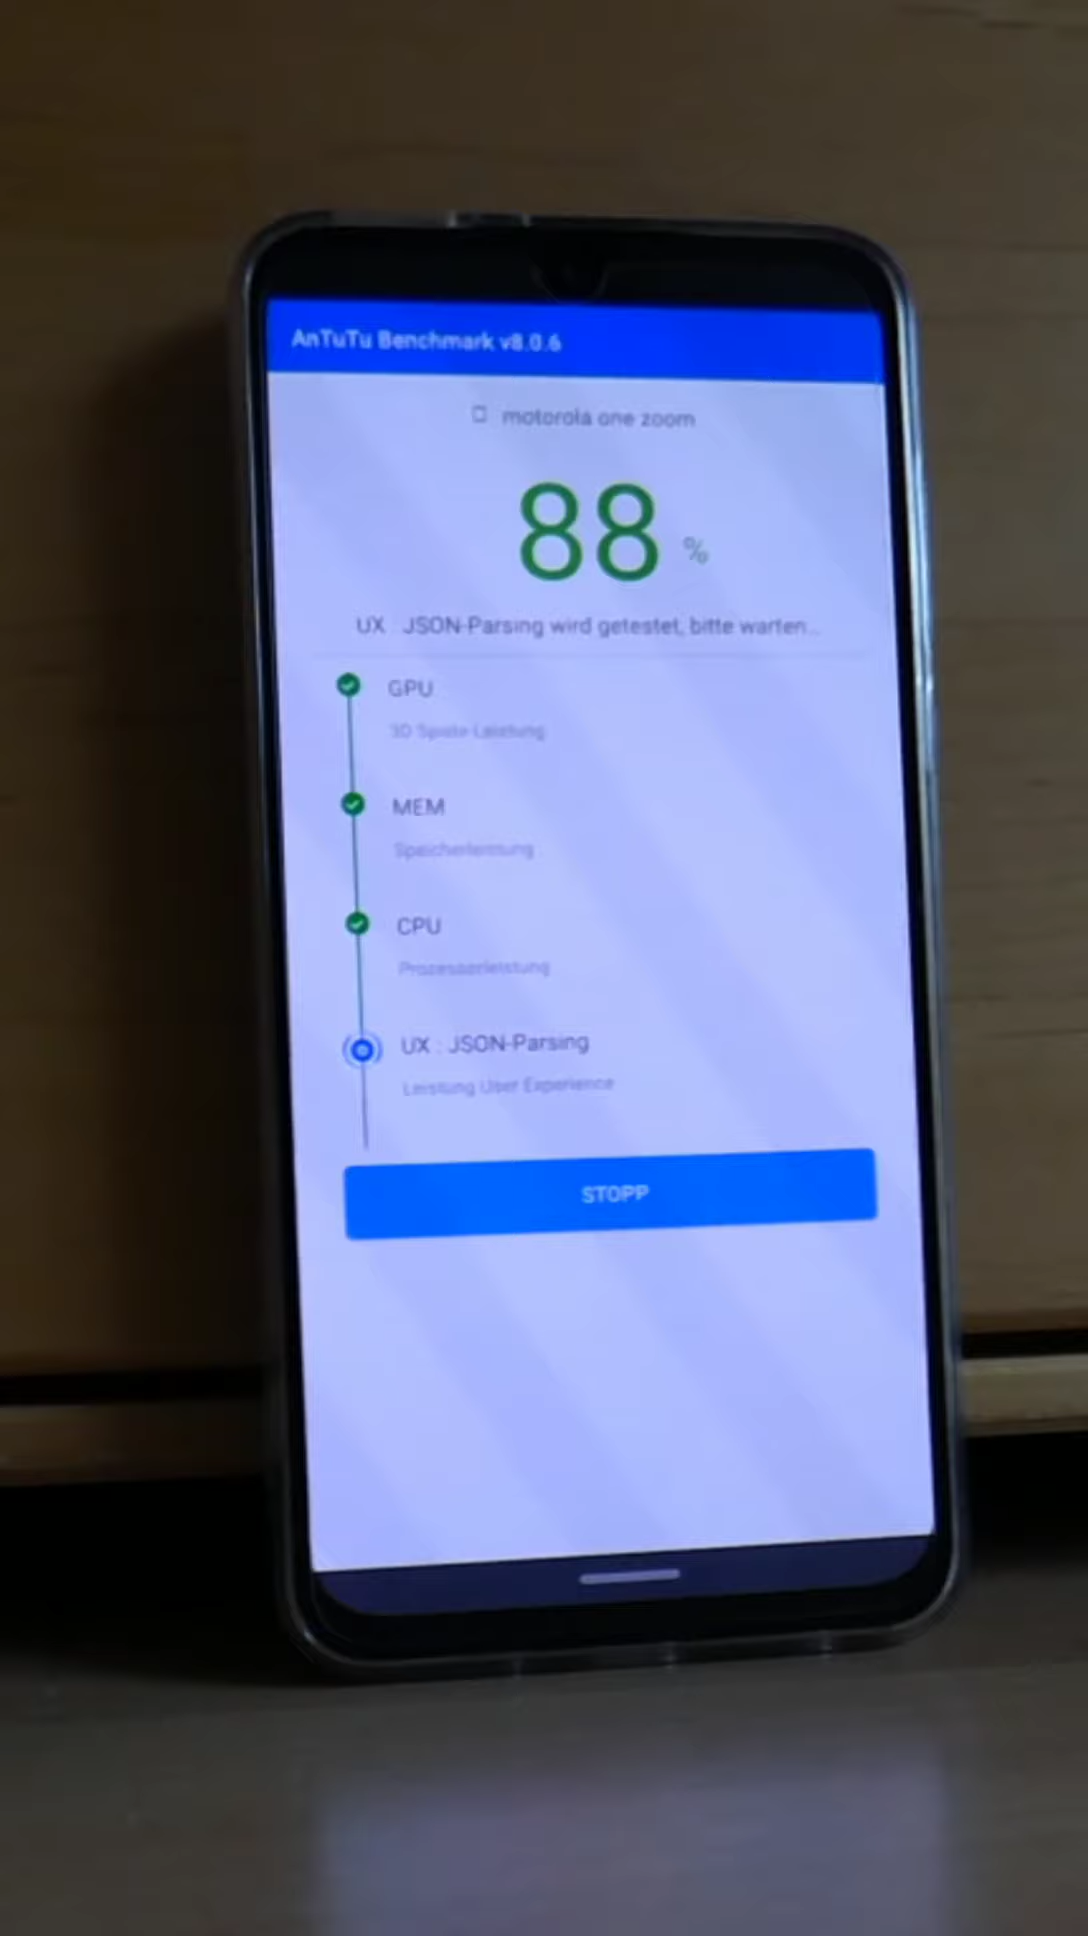 AnTuTu Benchmark v8.0.6
motorola one zoom
88 %
UX : JSON-Parsing wird getestet, bitte warten...
GPU
3D Spiele Leistung
MEM
Speicherleistung
CPU
Prozessorleistung
UX : JSON-Parsing
Leistung User Experience
STOPP